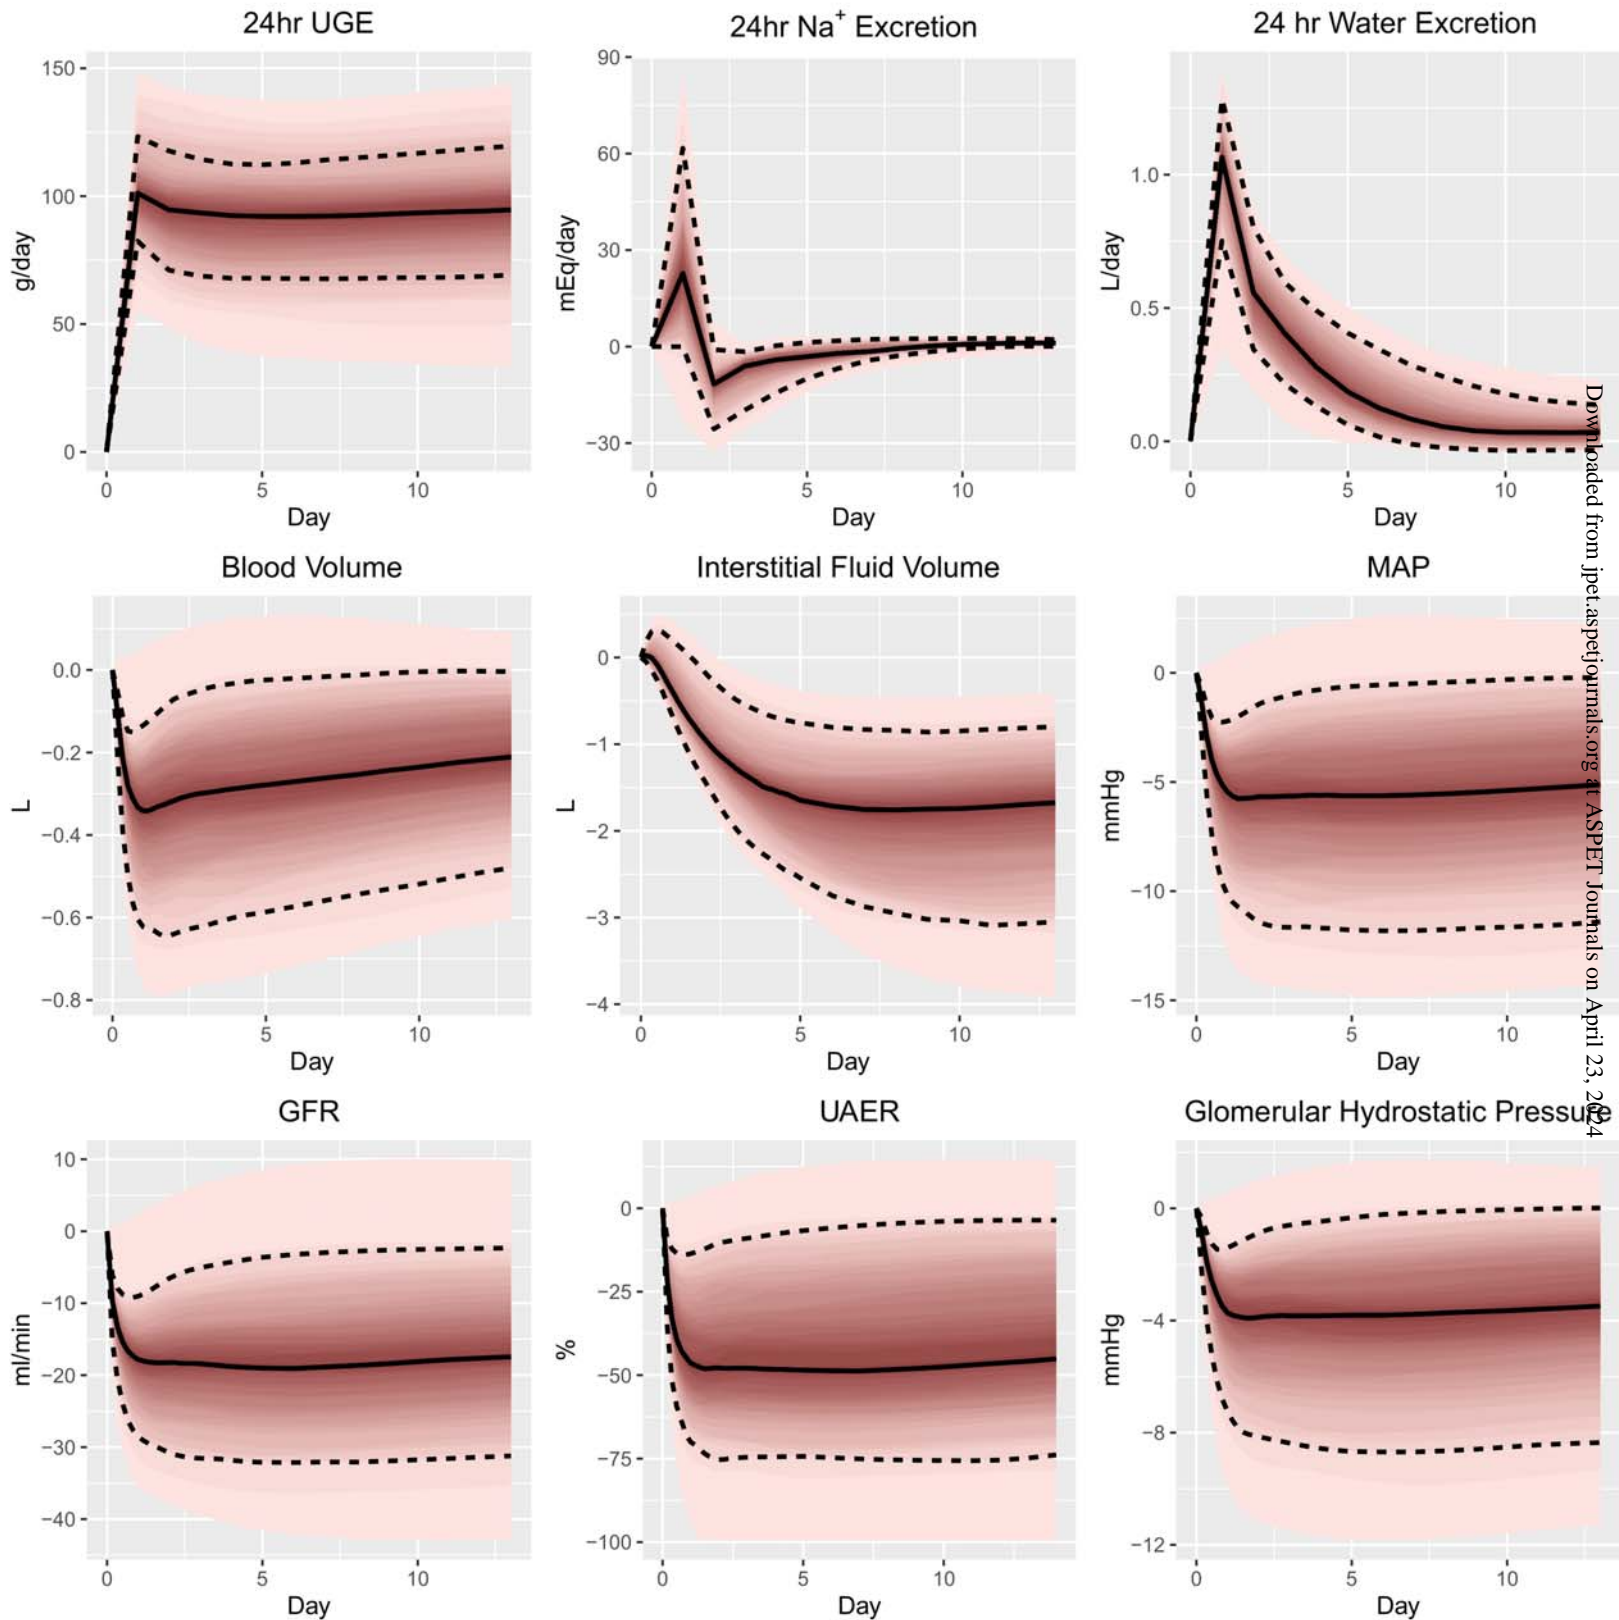 24hr UGE
150
100
50
0
g/day
0 5 10
Day
24hr Na+ Excretion
90
60
30
0
−30
mEq/day
0 5 10
Day
24 hr Water Excretion
1.0
0.5
0.0
L/day
0 5 10
Day
Blood Volume
0.0
−0.2
−0.4
−0.6
−0.8
L
0 5 10
Day
Interstitial Fluid Volume
0
−1
−2
−3
−4
L
0 5 10
Day
MAP
0
−5
−10
−15
mmHg
0 5 10
Day
GFR
10
0
−10
−20
−30
−40
ml/min
0 5 10
Day
UAER
0
−25
−50
−75
−100
%
0 5 10
Day
Glomerular Hydrostatic Pressure
0
−4
−8
−12
mmHg
0 5 10
Day
Downloaded from jpet.aspetjournals.org at ASPET Journals on April 23, 2024